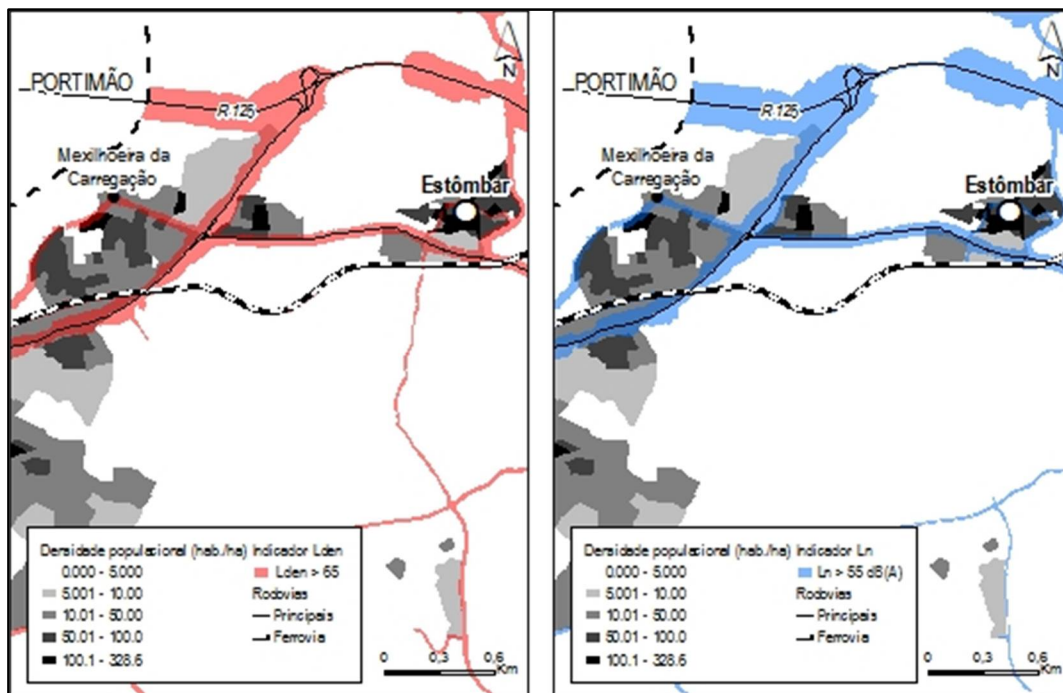 N
PORTIMÃO
R 125
Mexilhoeira da
Carregação
Estômbar
Densidade populacional (hab./ha) Indicador Lden
0.000 - 5.000
Lden > 65
5.001 - 10.00
Rodovias
10.01 - 50.00
Principais
50.01 - 100.0
Ferrovia
100.1 - 328.6
0 0,3 0,6
Km
N
PORTIMÃO
R 125
Mexilhoeira da
Carregação
Estômbar
Densidade populacional (hab./ha) Indicador Ln
0.000 - 5.000
Ln > 55 dB(A)
5.001 - 10.00
Rodovias
10.01 - 50.00
Principais
50.01 - 100.0
Ferrovia
100.1 - 328.6
0 0,3 0,6
Km